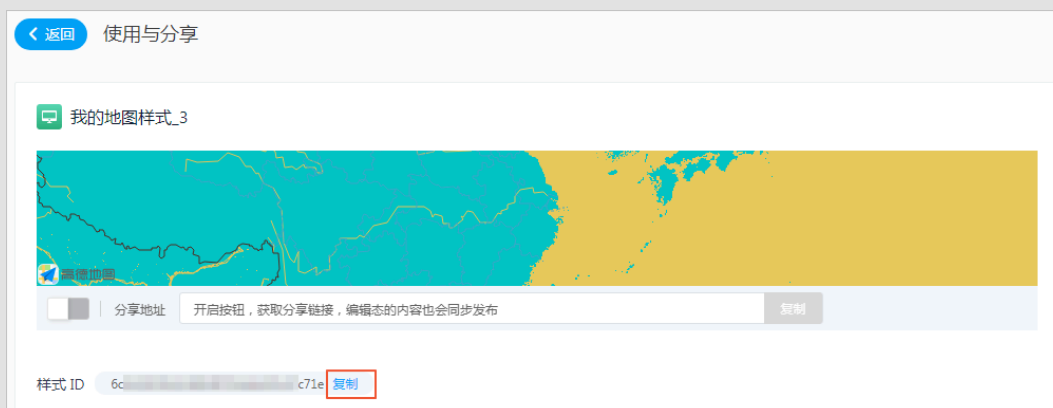 返回 使用与分享
我的地图样式_3
高德地图
分享地址 开启按钮，获取分享链接，编辑态的内容也会同步发布 复制
样式 ID 6c c71e 复制